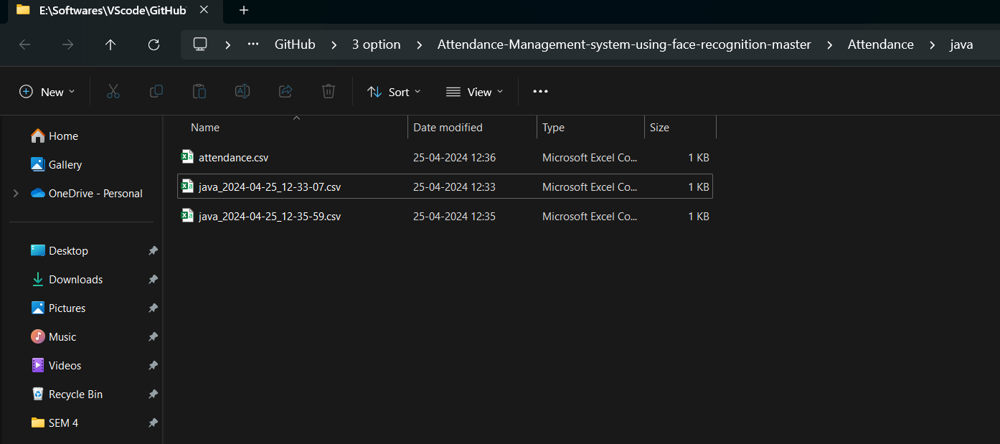 E:\Softwares\VScode\GitHub
GitHub 3 option Attendance-Management-system-using-face-recognition-master Attendance java
New Sort View
Name Date modified Type Size
attendance.csv 25-04-2024 12:36 Microsoft Excel Co... 1 KB
java_2024-04-25_12-33-07.csv 25-04-2024 12:33 Microsoft Excel Co... 1 KB
java_2024-04-25_12-35-59.csv 25-04-2024 12:35 Microsoft Excel Co... 1 KB
Home
Gallery
OneDrive - Personal
Desktop
Downloads
Pictures
Music
Videos
Recycle Bin
SEM 4